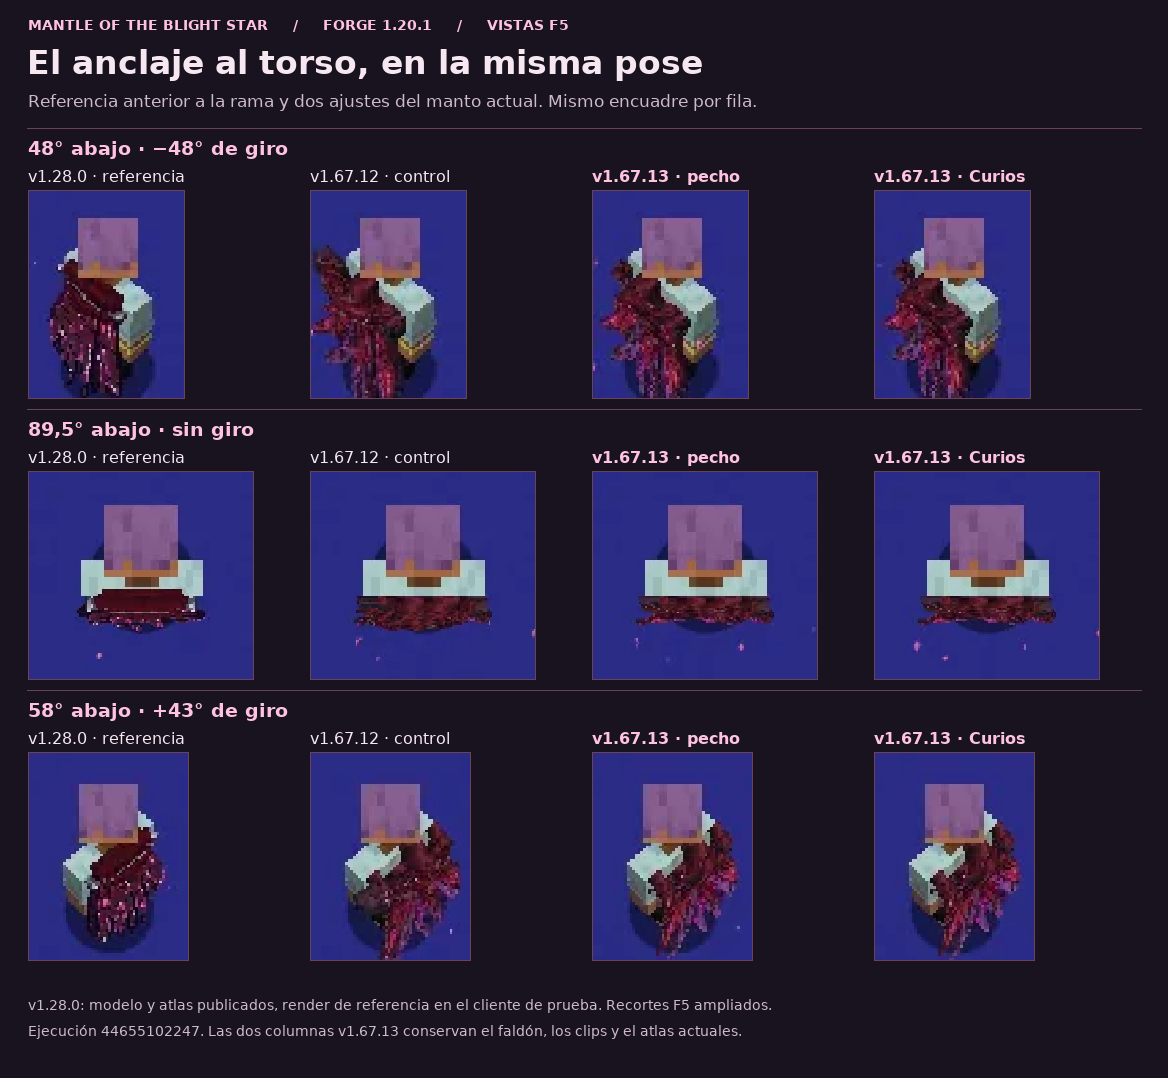 MANTLE OF THE BLIGHT STAR / FORGE 1.20.1 / VISTAS F5
El anclaje al torso, en la misma pose
Referencia anterior a la rama y dos ajustes del manto actual. Mismo encuadre por fila.
48° abajo · −48° de giro
v1.28.0 · referencia v1.67.12 · control v1.67.13 · pecho v1.67.13 · Curios
89,5° abajo · sin giro
v1.28.0 · referencia v1.67.12 · control v1.67.13 · pecho v1.67.13 · Curios
58° abajo · +43° de giro
v1.28.0 · referencia v1.67.12 · control v1.67.13 · pecho v1.67.13 · Curios
v1.28.0: modelo y atlas publicados, render de referencia en el cliente de prueba. Recortes F5 ampliados.
Ejecución 44655102247. Las dos columnas v1.67.13 conservan el faldón, los clips y el atlas actuales.